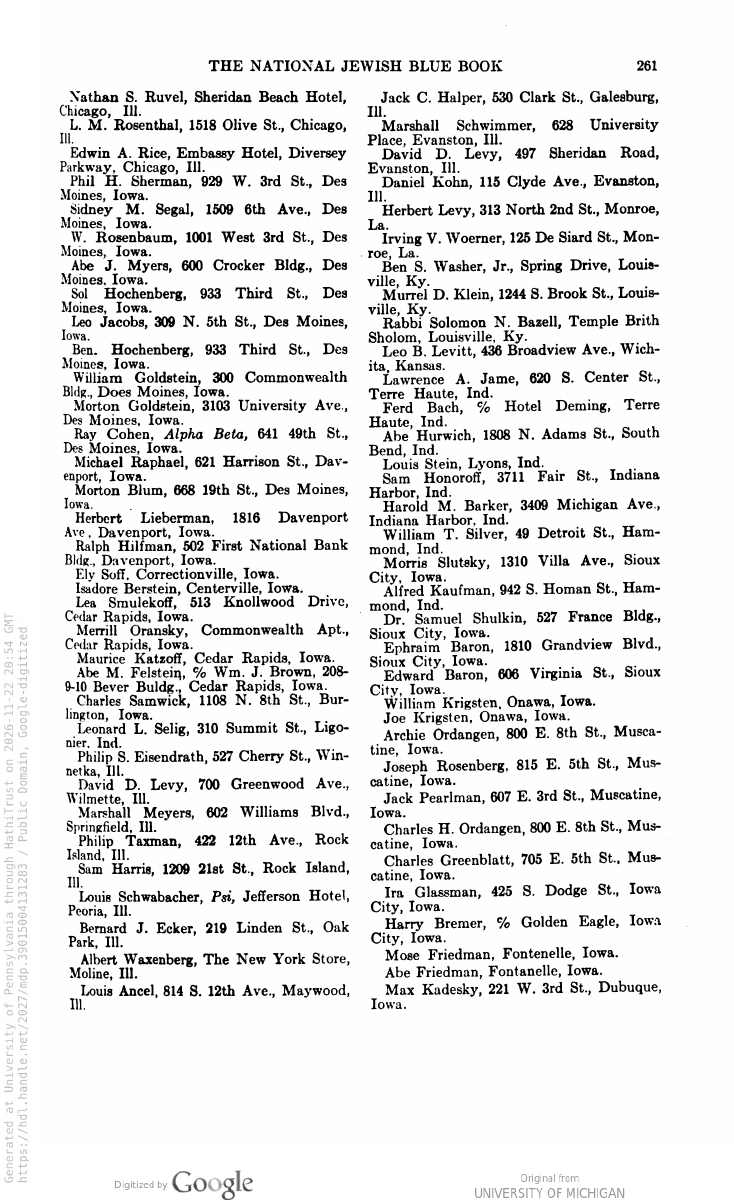 THE NATIONAL JEWISH BLUE BOOK 261
Nathan S. Ruvel, Sheridan Beach Hotel,
Chicago, Ill.
L. M. Rosenthal, 1518 Olive St., Chicago,
Ill.
Edwin A. Rice, Embassy Hotel, Diversey
Parkway, Chicago, Ill.
Phil H. Sherman, 929 W. 3rd St., Des
Moines, Iowa.
Sidney M. Segal, 1509 6th Ave., Des
Moines, Iowa.
W. Rosenbaum, 1001 West 3rd St., Des
Moines, Iowa.
Abe J. Myers, 600 Crocker Bldg., Des
Moines, Iowa.
Sol Hochenberg, 933 Third St., Des
Moines, Iowa.
Leo Jacobs, 309 N. 5th St., Des Moines,
Iowa.
Ben. Hochenberg, 933 Third St., Des
Moines, Iowa.
William Goldstein, 300 Commonwealth
Bldg., Does Moines, Iowa.
Morton Goldstein, 3103 University Ave.,
Des Moines, Iowa.
Ray Cohen, Alpha Beta, 641 49th St.,
Des Moines, Iowa.
Michael Raphael, 621 Harrison St., Dav-
enport, Iowa.
Morton Blum, 668 19th St., Des Moines,
Iowa.
Herbert Lieberman, 1816 Davenport
Ave., Davenport, Iowa.
Ralph Hilfman, 502 First National Bank
Bldg., Davenport, Iowa.
Ely Soff, Correctionville, Iowa.
Isadore Berstein, Centerville, Iowa.
Lea Smulekoff, 513 Knollwood Drive,
Cedar Rapids, Iowa.
Merrill Oransky, Commonwealth Apt.,
Cedar Rapids, Iowa.
Maurice Katzoff, Cedar Rapids, Iowa.
Abe M. Felstein, % Wm. J. Brown, 208-
9-10 Bever Buldg., Cedar Rapids, Iowa.
Charles Samwick, 1108 N. 8th St., Bur-
lington, Iowa.
Leonard L. Selig, 310 Summit St., Ligo-
nier, Ind.
Philip S. Eisendrath, 527 Cherry St., Win-
netka, Ill.
David D. Levy, 700 Greenwood Ave.,
Wilmette, Ill.
Marshall Meyers, 602 Williams Blvd.,
Springfield, Ill.
Philip Taxman, 422 12th Ave., Rock
Island, Ill.
Sam Harris, 1209 21st St., Rock Island,
Ill.
Louis Schwabacher, Psi, Jefferson Hotel,
Peoria, Ill.
Bernard J. Ecker, 219 Linden St., Oak
Park, Ill.
Albert Waxenberg, The New York Store,
Moline, Ill.
Louis Ancel, 814 S. 12th Ave., Maywood,
Ill.
Jack C. Halper, 530 Clark St., Galesburg,
Ill.
Marshall Schwimmer, 628 University
Place, Evanston, Ill.
David D. Levy, 497 Sheridan Road,
Evanston, Ill.
Daniel Kohn, 115 Clyde Ave., Evanston,
Ill.
Herbert Levy, 313 North 2nd St., Monroe,
La.
Irving V. Woerner, 125 De Siard St., Mon-
roe, La.
Ben S. Washer, Jr., Spring Drive, Louis-
ville, Ky.
Murrel D. Klein, 1244 S. Brook St., Louis-
ville, Ky.
Rabbi Solomon N. Bazell, Temple Brith
Sholom, Louisville, Ky.
Leo B. Levitt, 436 Broadview Ave., Wich-
ita, Kansas.
Lawrence A. Jame, 620 S. Center St.,
Terre Haute, Ind.
Ferd Bach, % Hotel Deming, Terre
Haute, Ind.
Abe Hurwich, 1808 N. Adams St., South
Bend, Ind.
Louis Stein, Lyons, Ind.
Sam Honoroff, 3711 Fair St., Indiana
Harbor, Ind.
Harold M. Barker, 3409 Michigan Ave.,
Indiana Harbor, Ind.
William T. Silver, 49 Detroit St., Ham-
mond, Ind.
Morris Slutsky, 1310 Villa Ave., Sioux
City, Iowa.
Alfred Kaufman, 942 S. Homan St., Ham-
mond, Ind.
Dr. Samuel Shulkin, 527 France Bldg.,
Sioux City, Iowa.
Ephraim Baron, 1810 Grandview Blvd.,
Sioux City, Iowa.
Edward Baron, 606 Virginia St., Sioux
City, Iowa.
William Krigsten, Onawa, Iowa.
Joe Krigsten, Onawa, Iowa.
Archie Ordangen, 800 E. 8th St., Musca-
tine, Iowa.
Joseph Rosenberg, 815 E. 5th St., Mus-
catine, Iowa.
Jack Pearlman, 607 E. 3rd St., Muscatine,
Iowa.
Charles H. Ordangen, 800 E. 8th St., Mus-
catine, Iowa.
Charles Greenblatt, 705 E. 5th St., Mus-
catine, Iowa.
Ira Glassman, 425 S. Dodge St., Iowa
City, Iowa.
Harry Bremer, % Golden Eagle, Iowa
City, Iowa.
Mose Friedman, Fontenelle, Iowa.
Abe Friedman, Fontanelle, Iowa.
Max Kadesky, 221 W. 3rd St., Dubuque,
Iowa.
Generated at University of Pennsylvania through HathiTrust on 2026-11-22 20:54 GMT
https://hdl.handle.net/2027/mdp.39015004131283 / Public Domain, Google-digitized
Digitized by Google
Original from
UNIVERSITY OF MICHIGAN